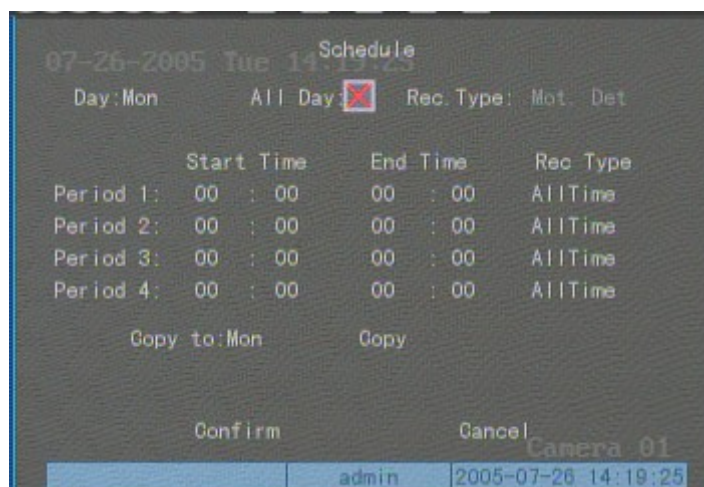 Schedule
07-26-2005 Tue 14:19:25
Day:Mon All Day: Rec.Type: Mot. Det
Start Time End Time Rec Type
Period 1: 00 : 00 00 : 00 AllTime
Period 2: 00 : 00 00 : 00 AllTime
Period 3: 00 : 00 00 : 00 AllTime
Period 4: 00 : 00 00 : 00 AllTime
Copy to:Mon Copy
Confirm Cancel
Camera 01
admin 2005-07-26 14:19:25